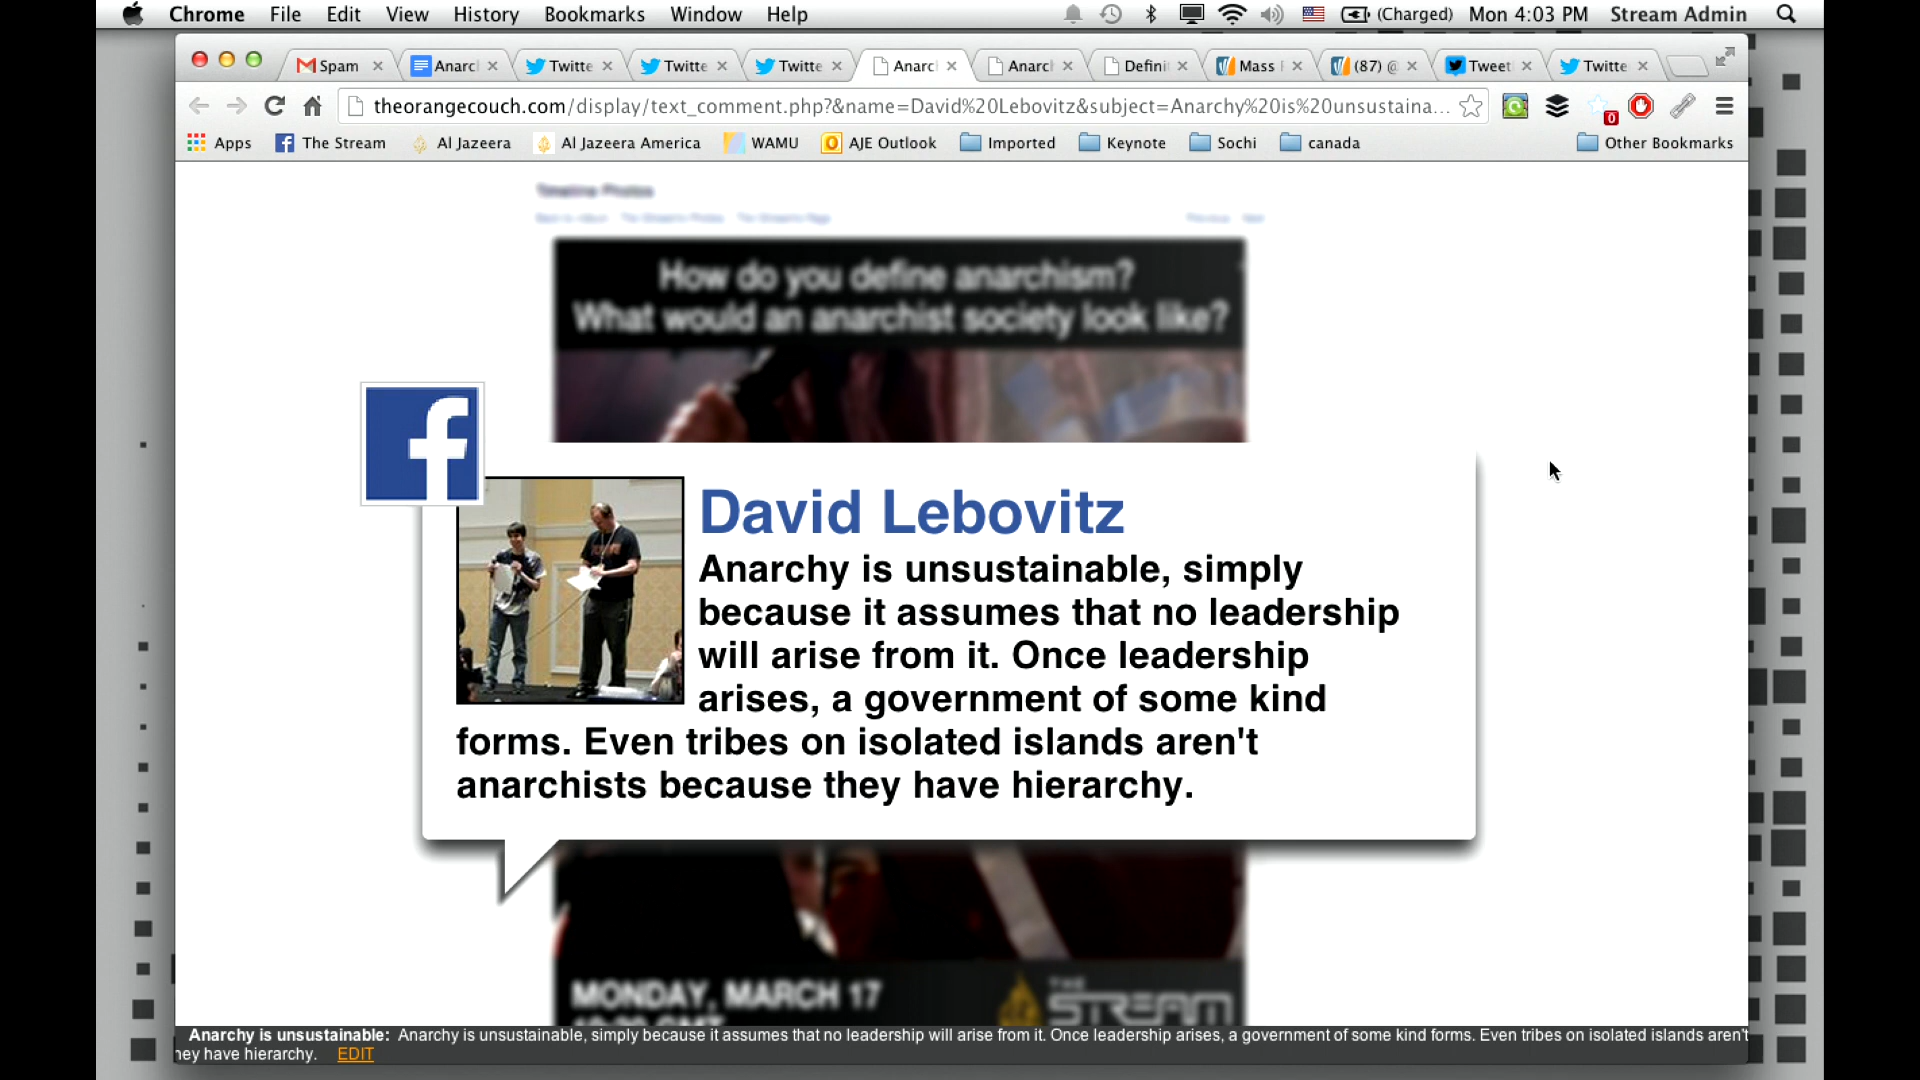 Chrome File Edit View History Bookmarks Window Help (Charged) Mon 4:03 PM Stream Admin
Spam Anarc Twitte Twitte Twitte Anarc Anarc Defini Mass (87) @ Tweet Twitte
theorangecouch.com/display/text_comment.php?&name=David%20Lebovitz&subject=Anarchy%20is%20unsustaina...
0
Apps The Stream Al Jazeera Al Jazeera America WAMU AJE Outlook Imported Keynote Sochi canada Other Bookmarks
Timeline Photos
How do you define anarchism?
What would an anarchist society look like?
David Lebovitz
Anarchy is unsustainable, simply
because it assumes that no leadership
will arise from it. Once leadership
arises, a government of some kind
forms. Even tribes on isolated islands aren't
anarchists because they have hierarchy.
MONDAY, MARCH 17
THE
STREAM
Anarchy is unsustainable: Anarchy is unsustainable, simply because it assumes that no leadership will arise from it. Once leadership arises, a government of some kind forms. Even tribes on isolated islands aren't
hey have hierarchy. EDIT